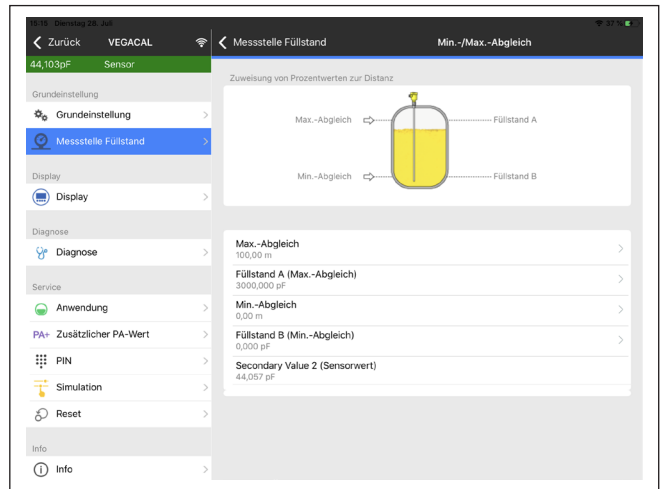 15:15 Dienstag 28. Juli
37 %
Zurück VEGACAL
Messstelle Füllstand
Min.-/Max.-Abgleich
44,103pF Sensor
Grundeinstellung
Grundeinstellung
Messstelle Füllstand
Display
Display
Diagnose
Diagnose
Service
Anwendung
PA+ Zusätzlicher PA-Wert
PIN
Simulation
Reset
Info
Info
Zuweisung von Prozentwerten zur Distanz
Max.-Abgleich
Füllstand A
Min.-Abgleich
Füllstand B
Max.-Abgleich
100,00 m
Füllstand A (Max.-Abgleich)
3000,000 pF
Min.-Abgleich
0,00 m
Füllstand B (Min.-Abgleich)
0,000 pF
Secondary Value 2 (Sensorwert)
44,057 pF